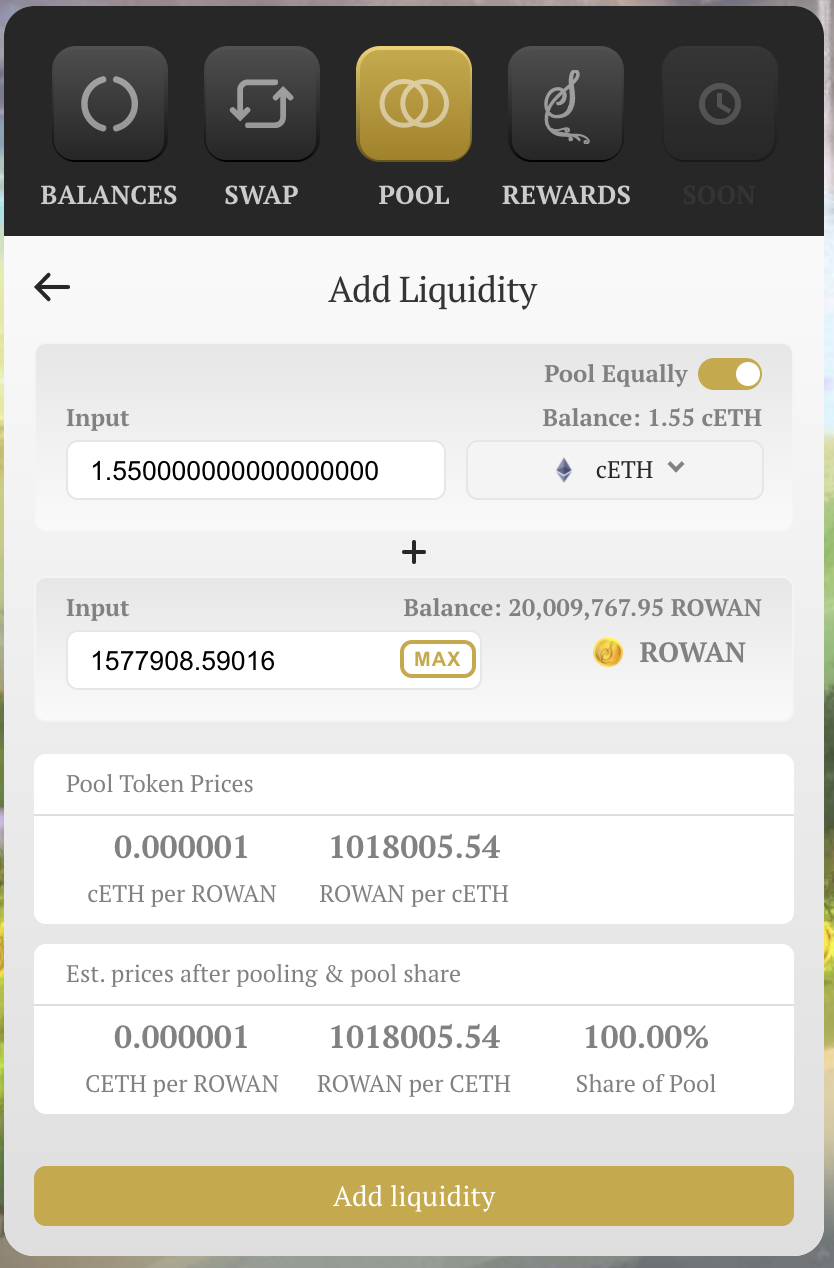 BALANCES SWAP POOL REWARDS SOON
Add Liquidity
Pool Equally
Input Balance: 1.55 cETH
1.550000000000000000 cETH
+
Input Balance: 20,009,767.95 ROWAN
1577908.59016 MAX ROWAN
Pool Token Prices
0.000001 1018005.54
cETH per ROWAN ROWAN per cETH
Est. prices after pooling & pool share
0.000001 1018005.54 100.00%
CETH per ROWAN ROWAN per CETH Share of Pool
Add liquidity